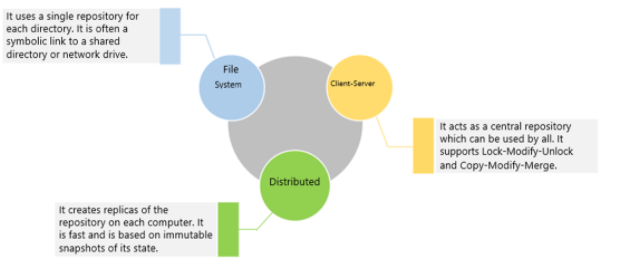 It uses a single repository for
each directory. It is often a
symbolic link to a shared
directory or network drive.
File
System
Client-Server
It acts as a central repository
which can be used by all. It
supports Lock-Modify-Unlock
and Copy-Modify-Merge.
Distributed
It creates replicas of the
repository on each computer. It
is fast and is based on immutable
snapshots of its state.